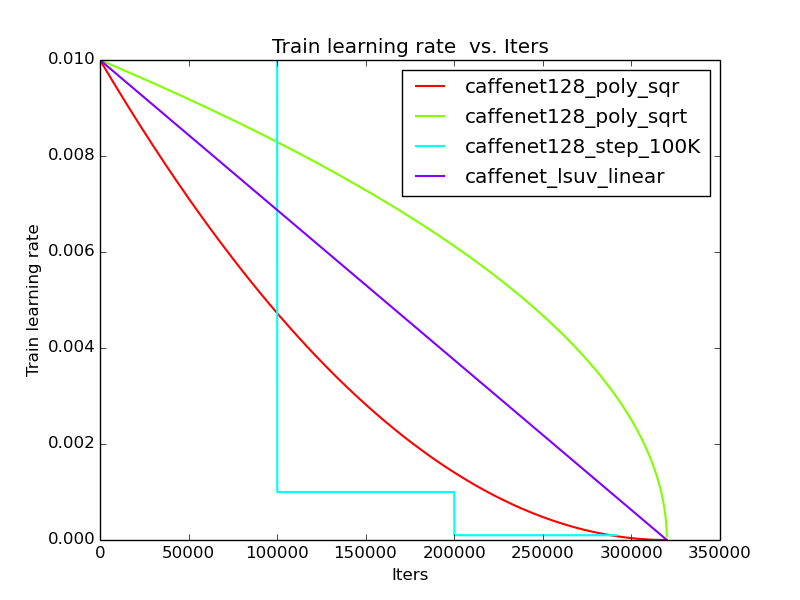 Train learning rate  vs. Iters
0.010
0.008
0.006
0.004
0.002
0.000
Train learning rate
caffenet128_poly_sqr
caffenet128_poly_sqrt
caffenet128_step_100K
caffenet_lsuv_linear
0 50000 100000 150000 200000 250000 300000 350000
Iters